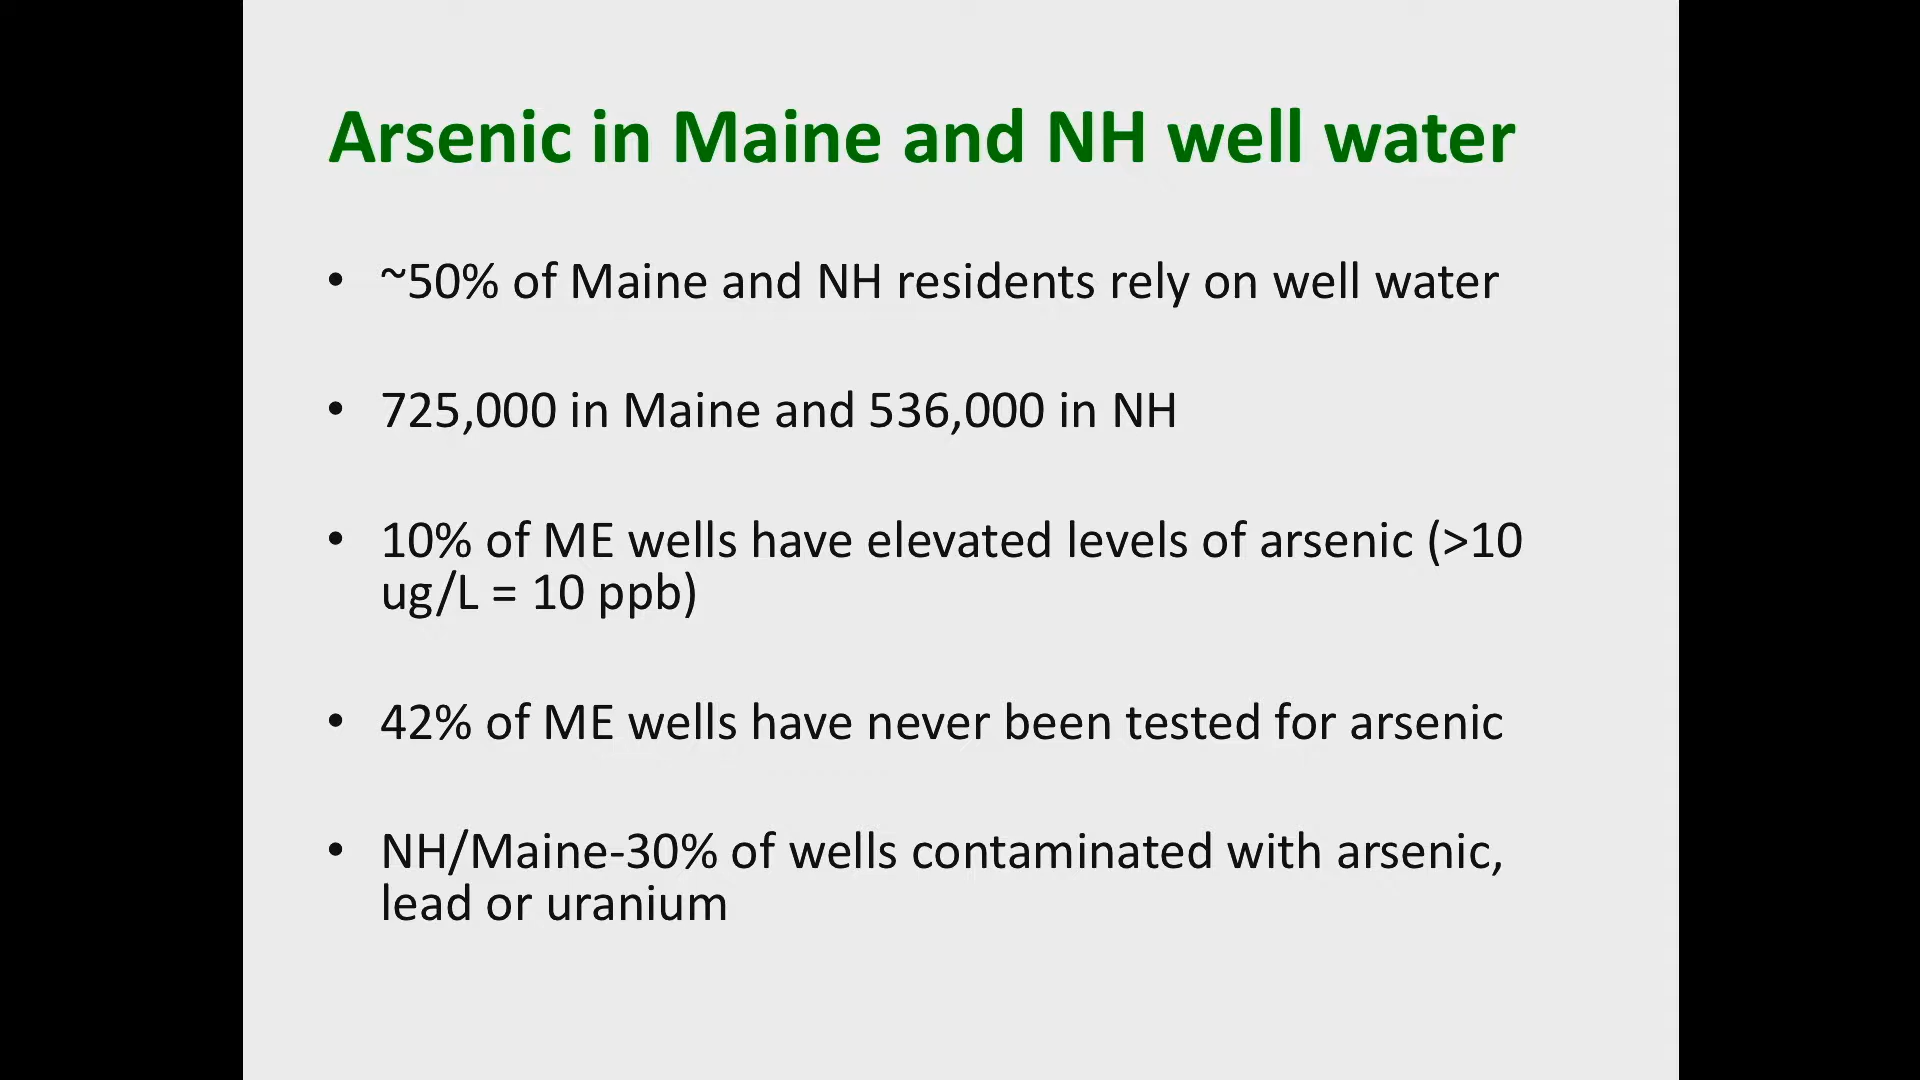 Arsenic in Maine and NH well water
• ~50% of Maine and NH residents rely on well water
• 725,000 in Maine and 536,000 in NH
• 10% of ME wells have elevated levels of arsenic (>10
ug/L = 10 ppb)
• 42% of ME wells have never been tested for arsenic
• NH/Maine-30% of wells contaminated with arsenic,
lead or uranium